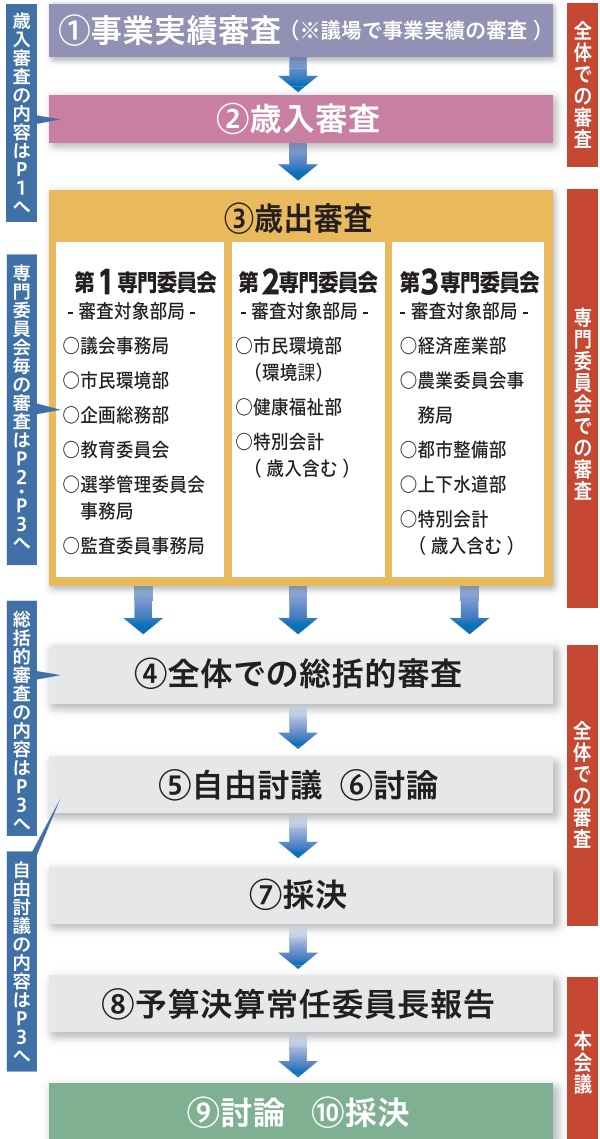 歳入審査の内容はP1へ
①事業実績審査(※議場で事業実績の審査)
全体での審査
②歳入審査
③歳出審査
専門委員会毎の審査はP2・P3へ
専門委員会での審査
第1専門委員会
- 審査対象部局 -
○議会事務局
○市民環境部
○企画総務部
○教育委員会
○選挙管理委員会
事務局
○監査委員事務局
第2専門委員会
- 審査対象部局 -
○市民環境部
(環境課)
○健康福祉部
○特別会計
(歳入含む)
第3専門委員会
- 審査対象部局 -
○経済産業部
○農業委員会事
務局
○都市整備部
○上下水道部
○特別会計
(歳入含む)
総括的審査の内容はP3へ
④全体での総括的審査
全体での審査
⑤自由討議 ⑥討論
自由討議の内容はP3へ
⑦採決
⑧予算決算常任委員長報告
本会議
⑨討論 ⑩採決